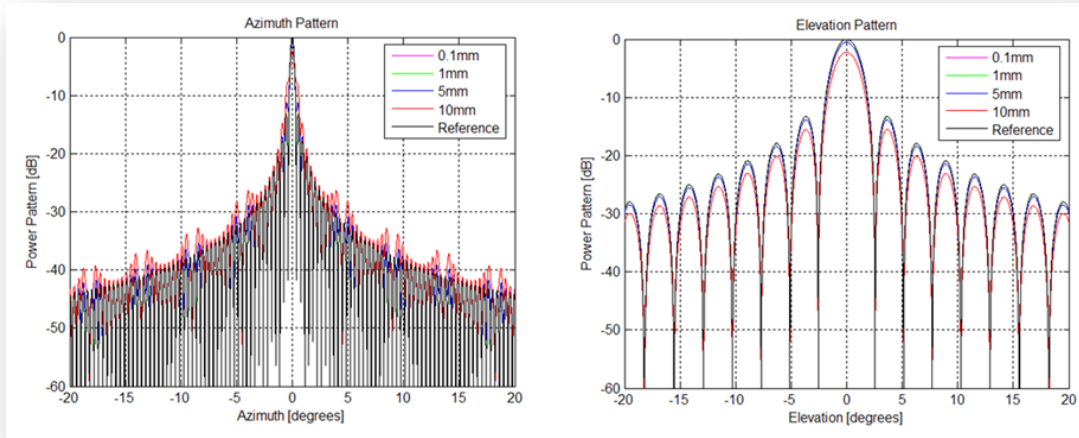 Azimuth Pattern
0
-10
-20
-30
-40
-50
-60
Power Pattern [dB]
-20 -15 -10 -5 0 5 10 15 20
Azimuth [degrees]
0.1mm
1mm
5mm
10mm
Reference
Elevation Pattern
0
-10
-20
-30
-40
-50
-60
Power Pattern [dB]
-20 -15 -10 -5 0 5 10 15 20
Elevation [degrees]
0.1mm
1mm
5mm
10mm
Reference